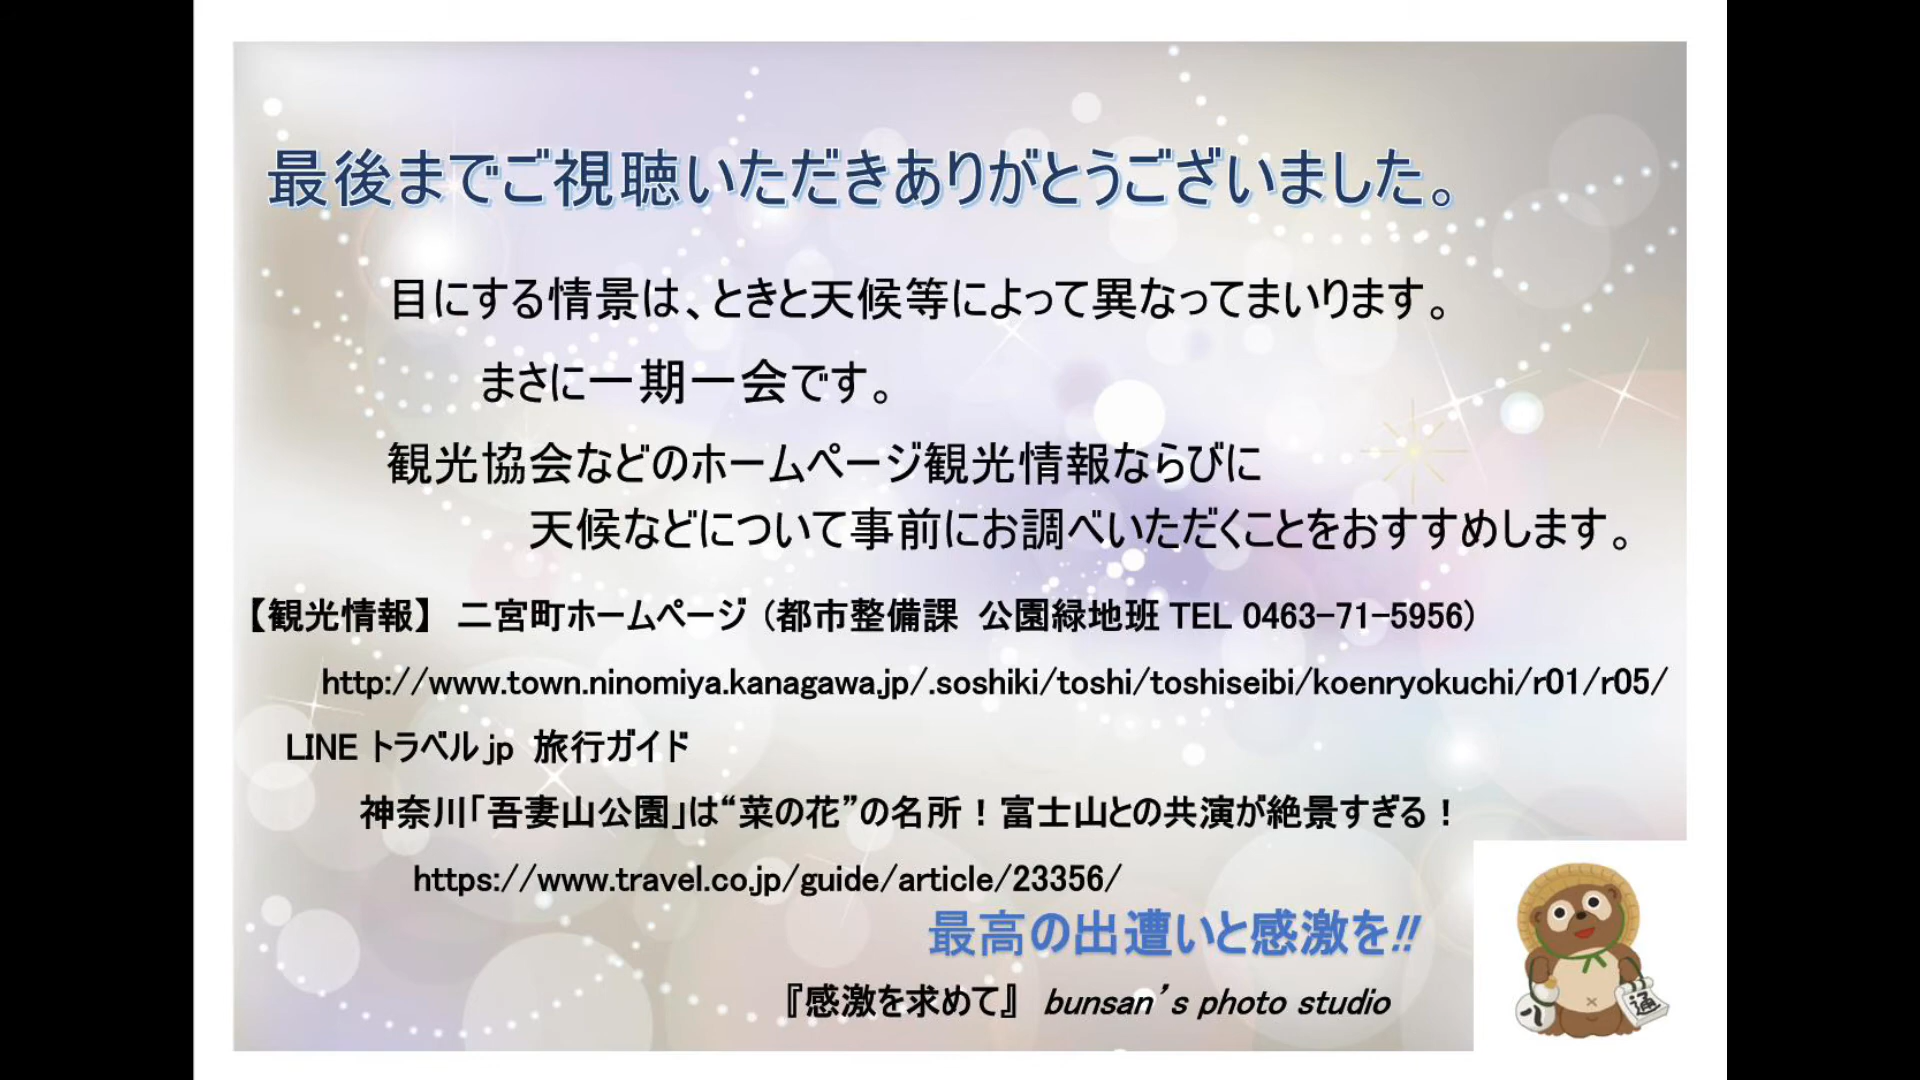 最後までご視聴いただきありがとうございました。
目にする情景は、ときと天候等によって異なってまいります。
まさに一期一会です。
観光協会などのホームページ観光情報ならびに
天候などについて事前にお調べいただくことをおすすめします。
【観光情報】 二宮町ホームページ（都市整備課 公園緑地班 TEL 0463-71-5956）
http://www.town.ninomiya.kanagawa.jp/.soshiki/toshi/toshiseibi/koenryokuchi/r01/r05/
LINE トラベル jp 旅行ガイド
神奈川「吾妻山公園」は“菜の花”の名所！富士山との共演が絶景すぎる！
https://www.travel.co.jp/guide/article/23356/
最高の出遭いと感激を!!
『感激を求めて』 bunsan’s photo studio
八
通